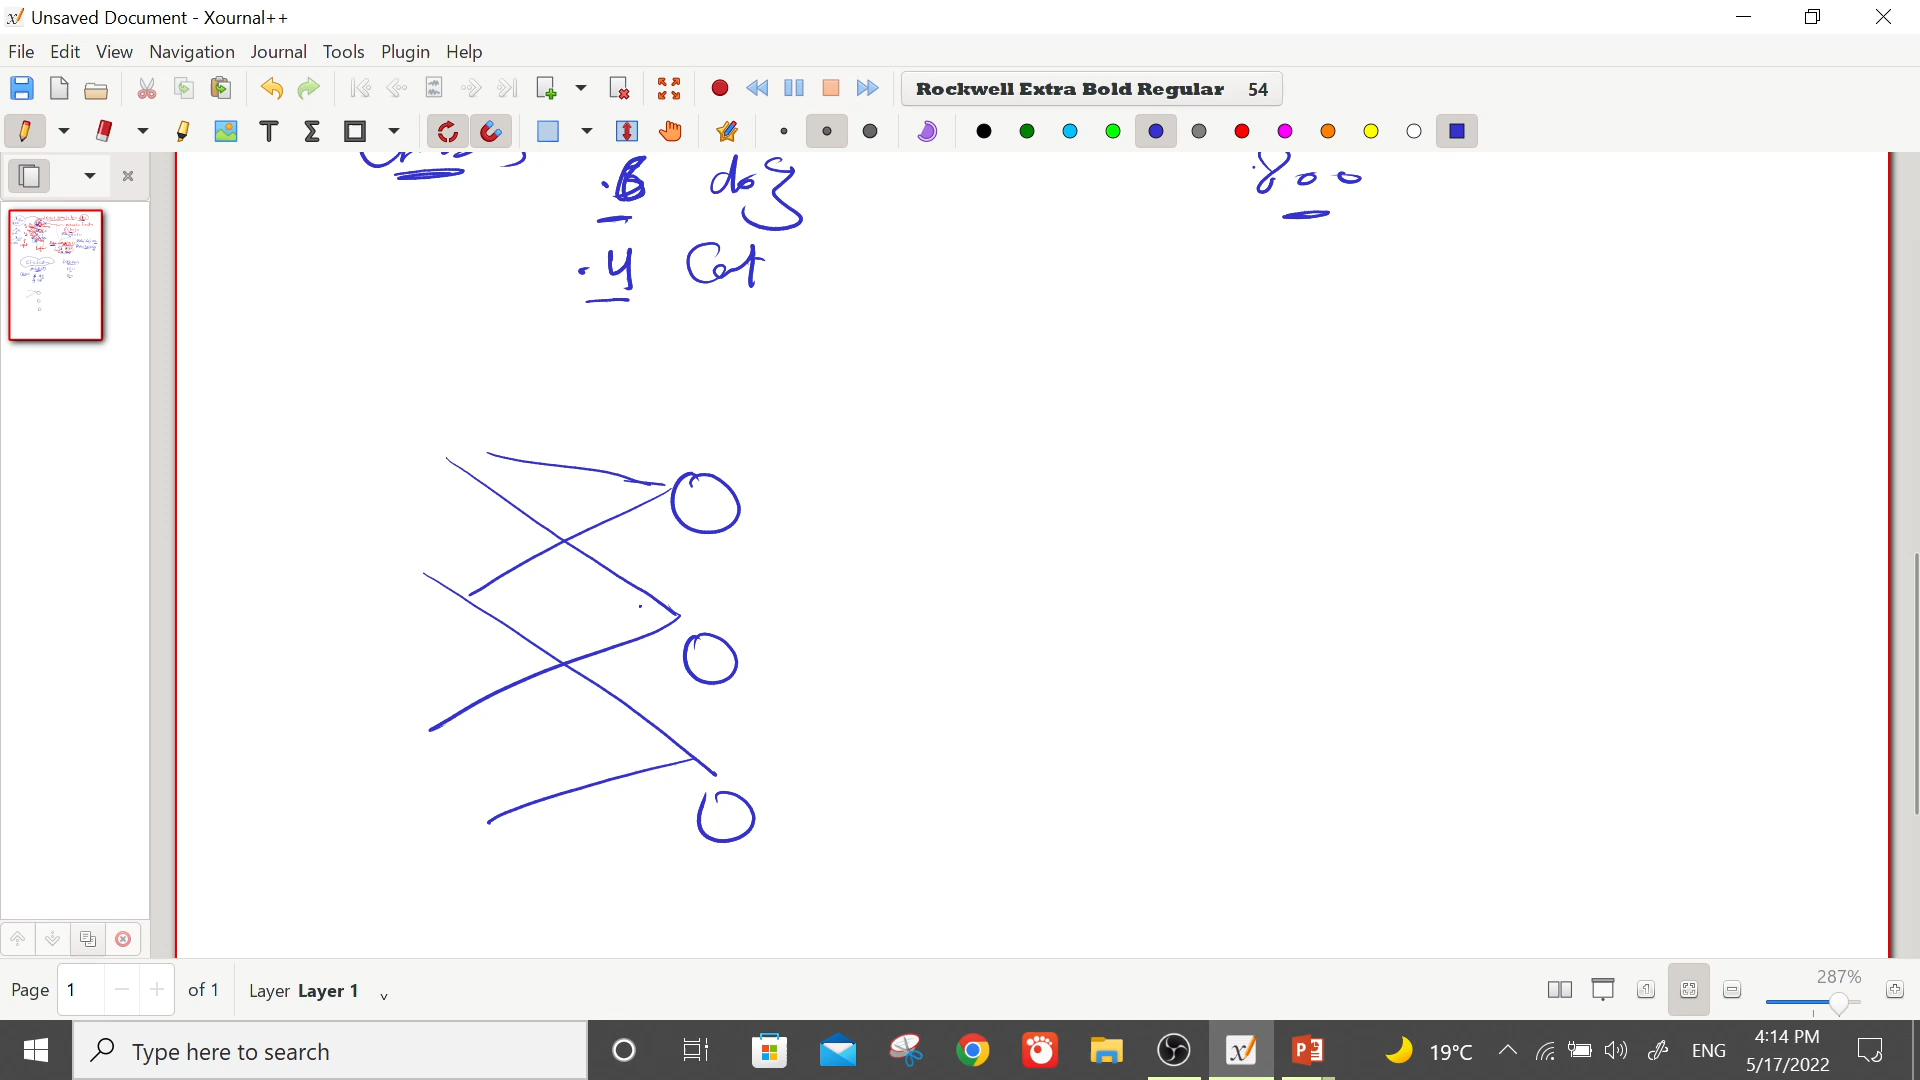 Unsaved Document - Xournal++
File Edit View Navigation Journal Tools Plugin Help
Rockwell Extra Bold Regular 54
.6 dog
800
.4 Cat
Page 1 of 1 Layer Layer 1
287%
Type here to search
19°C
ENG
4:14 PM
5/17/2022